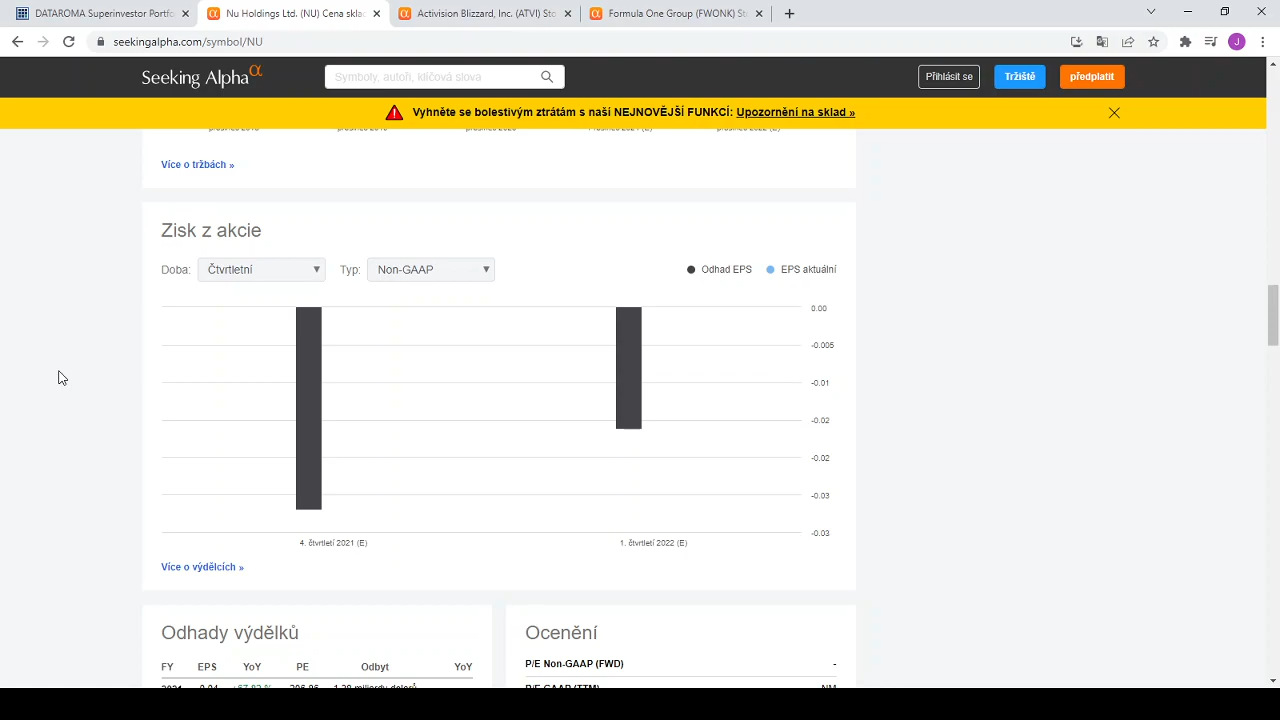 DATAROMA Superinvestor Portfo
Nu Holdings Ltd. (NU) Cena sklad
Activision Blizzard, Inc. (ATVI) Sto
Formula One Group (FWONK) St
seekingalpha.com/symbol/NU
J
Seeking Alpha α
Symboly, autoři, klíčová slova
Přihlásit se
Tržiště
předplatit
Vyhněte se bolestivým ztrátám s naší NEJNOVĚJŠÍ FUNKCÍ: Upozornění na sklad »
Více o tržbách »
Zisk z akcie
Doba: Čtvrtletní Typ: Non-GAAP
Odhad EPS EPS aktuální
0.00
-0.005
-0.01
-0.02
-0.02
-0.03
-0.03
4. čtvrtletí 2021 (E) 1. čtvrtletí 2022 (E)
Více o výdělcích »
Odhady výdělků
FY EPS YoY PE Odbyt YoY
Ocenění
P/E Non-GAAP (FWD) -